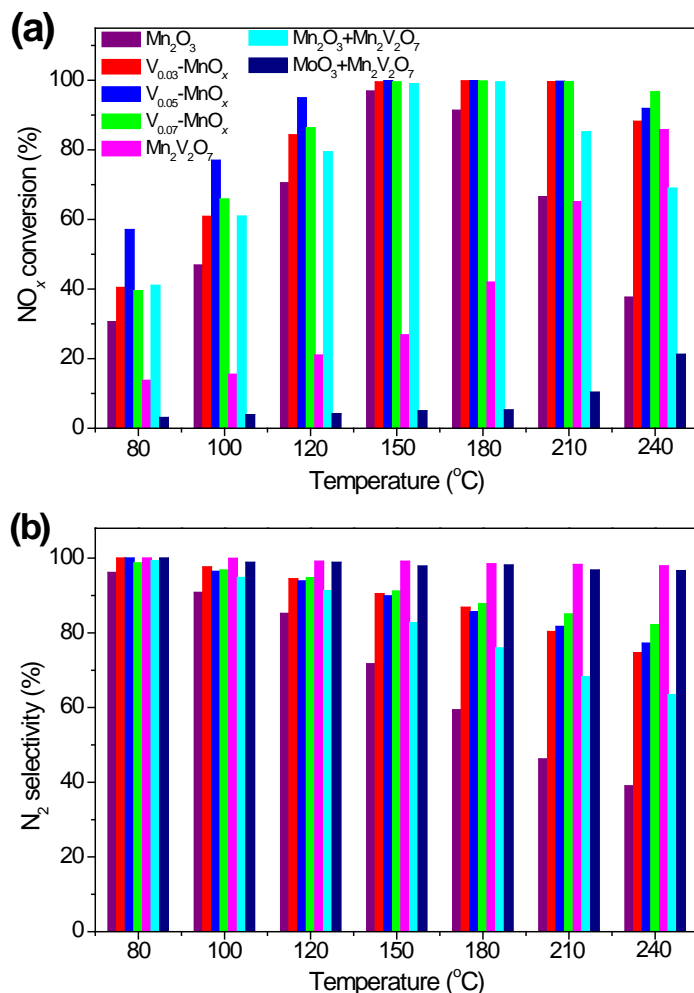 (a)
Mn₂O₃
V₀.₀₃-MnOₓ
V₀.₀₅-MnOₓ
V₀.₀₇-MnOₓ
Mn₂V₂O₇
Mn₂O₃+Mn₂V₂O₇
MoO₃+Mn₂V₂O₇
100
80
60
40
20
0
NOₓ conversion (%)
80 100 120 150 180 210 240
Temperature (°C)
(b)
100
80
60
40
20
0
N₂ selectivity (%)
80 100 120 150 180 210 240
Temperature (°C)